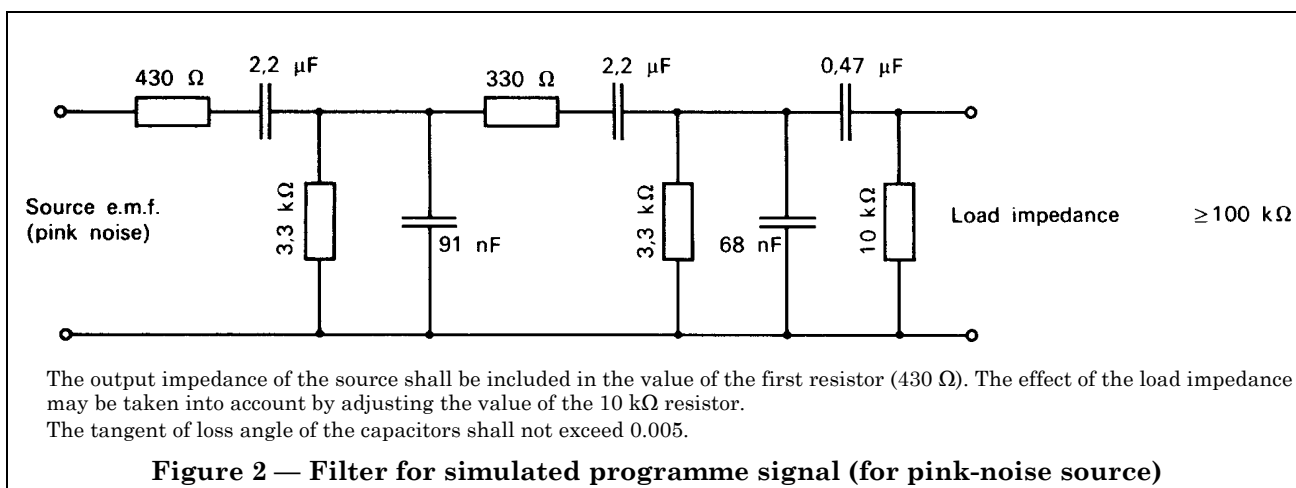 430 Ω
2,2 µF
330 Ω
2,2 µF
0,47 µF
Source e.m.f.
(pink noise)
3,3 kΩ
91 nF
3,3 kΩ
68 nF
10 kΩ
Load impedance ≥100 kΩ
The output impedance of the source shall be included in the value of the first resistor (430 Ω). The effect of the load impedance
may be taken into account by adjusting the value of the 10 kΩ resistor.
The tangent of loss angle of the capacitors shall not exceed 0.005.
Figure 2 — Filter for simulated programme signal (for pink-noise source)